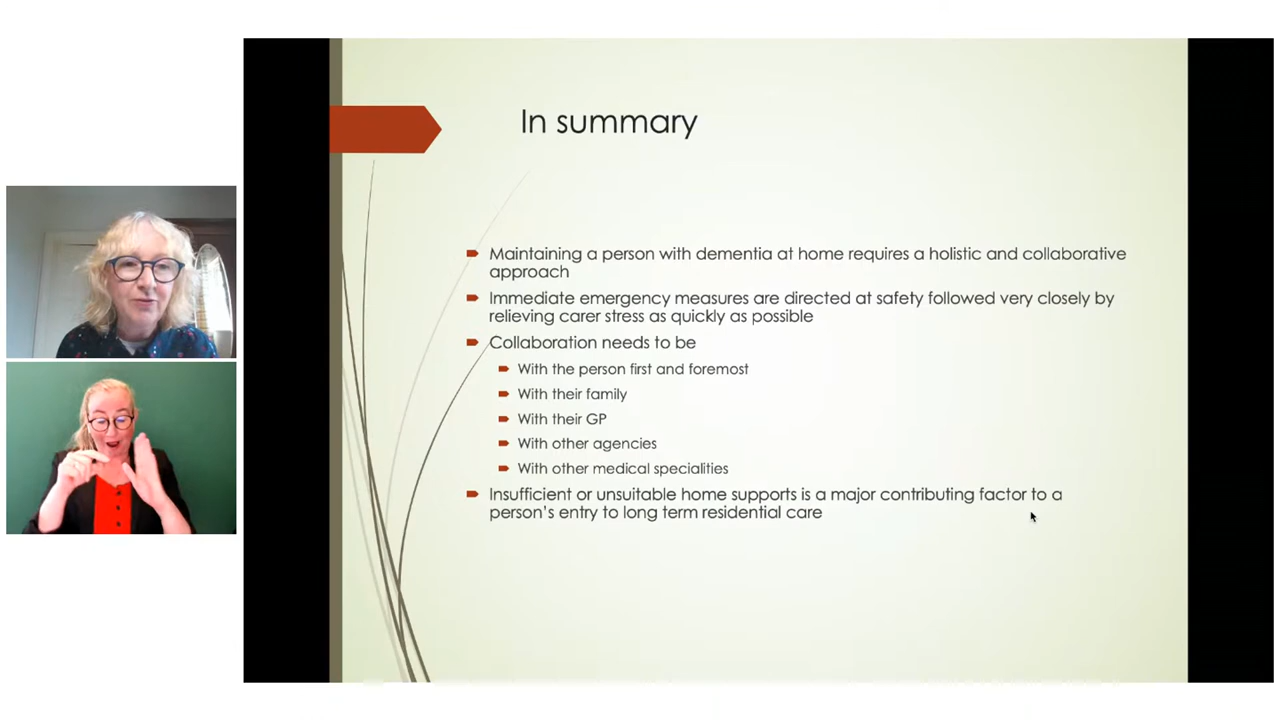 In summary
Maintaining a person with dementia at home requires a holistic and collaborative
approach
Immediate emergency measures are directed at safety followed very closely by
relieving carer stress as quickly as possible
Collaboration needs to be
With the person first and foremost
With their family
With their GP
With other agencies
With other medical specialities
Insufficient or unsuitable home supports is a major contributing factor to a
person's entry to long term residential care